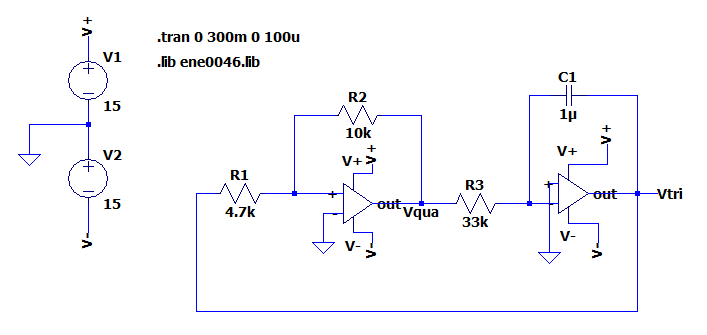 V+
.tran 0 300m 0 100u
V1
.lib ene0046.lib
15
V2
15
V-
C1
1µ
R2
10k
V+
V+
V+
V+
R1
4.7k
+
-
out
Vqua
R3
33k
+
-
out
Vtri
V-
V-
V-
V-